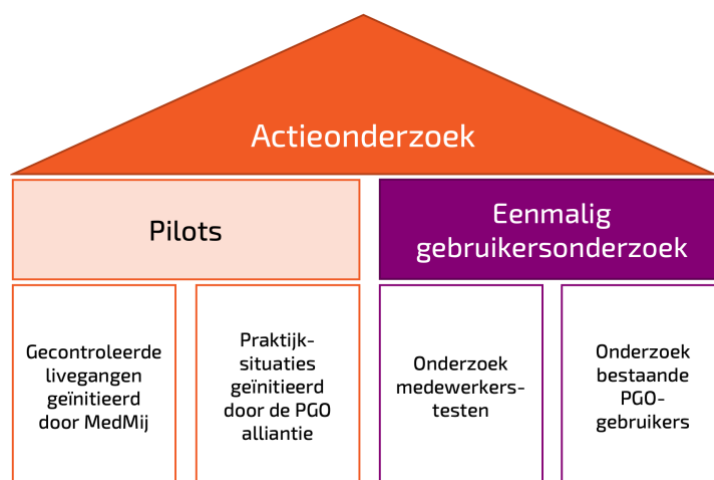 Actieonderzoek
Pilots
Eenmalig
gebruikersonderzoek
Gecontroleerde
livegangen
geïnitieerd
door MedMij
Praktijk-
situaties
geïnitieerd
door de PGO
alliantie
Onderzoek
medewerkers-
testen
Onderzoek
bestaande
PGO-
gebruikers